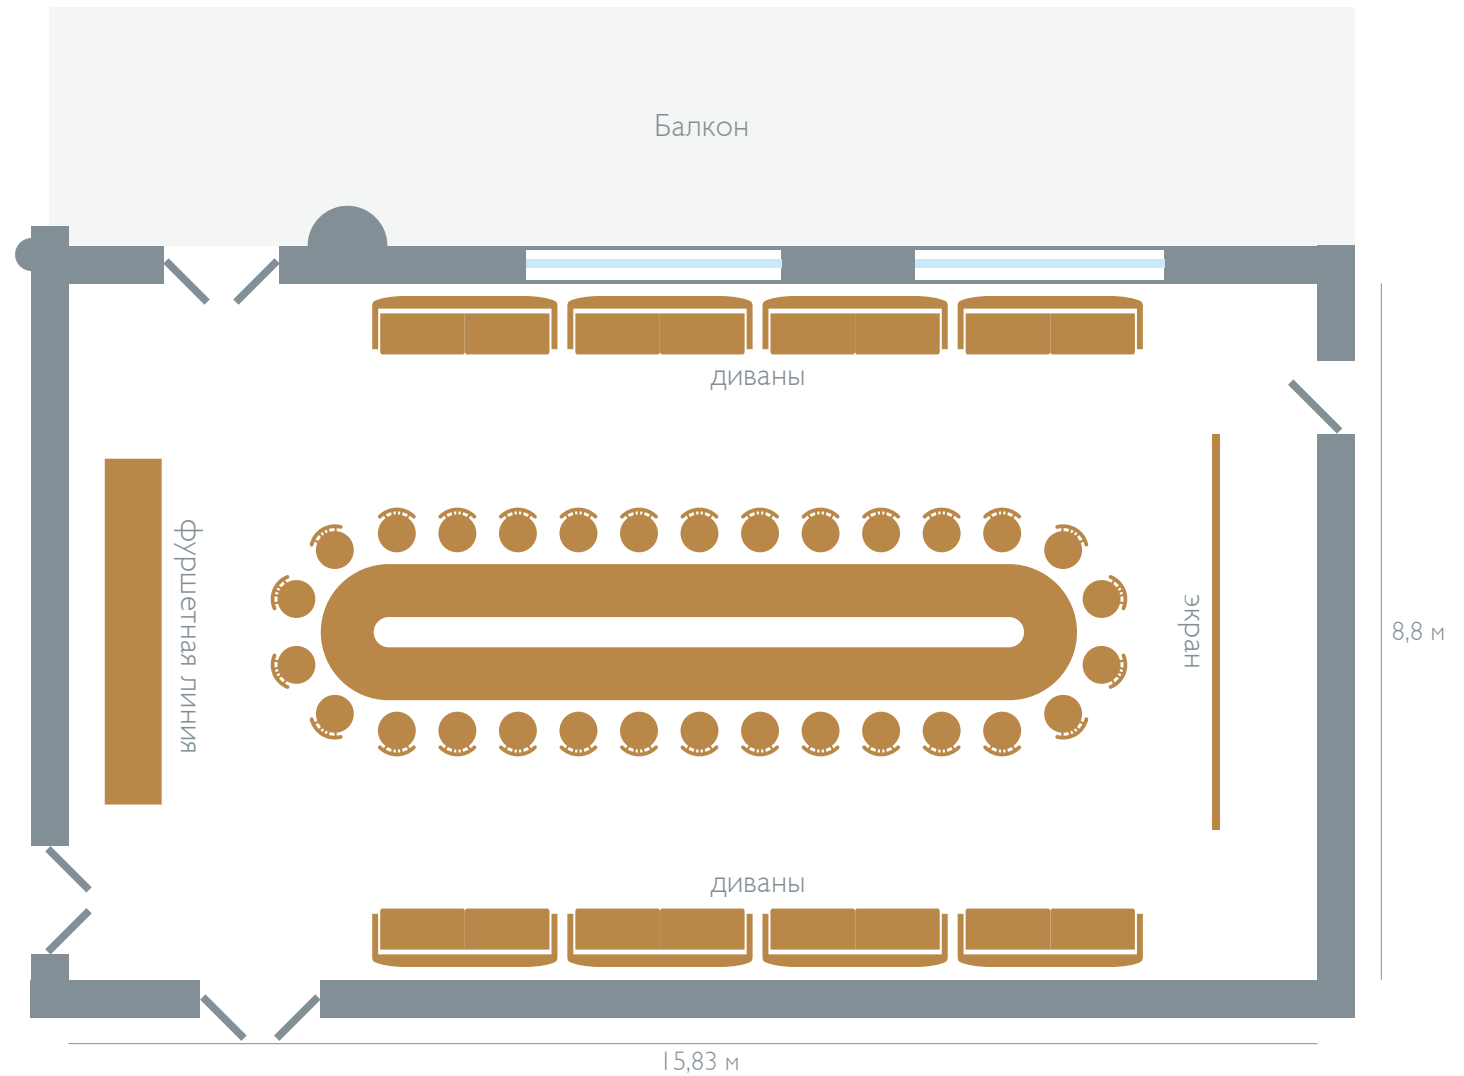 Балкон
диваны
фуршетная линия
экран
8,8 м
диваны
15,83 м